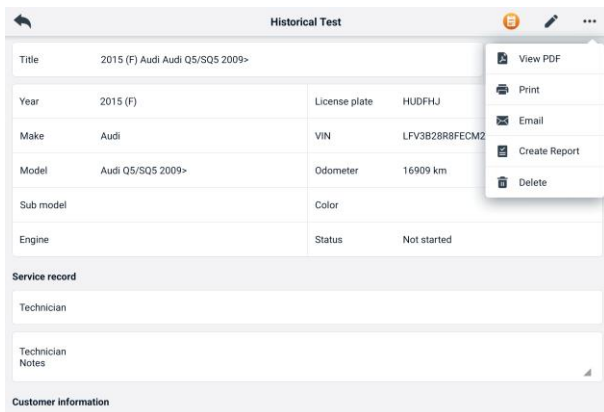 Historical Test
Title 2015 (F) Audi Audi Q5/SQ5 2009>
View PDF
Print
Email
Create Report
Delete
Year 2015 (F) License plate HUDFHJ
Make Audi VIN LFV3B28R8FECM2
Model Audi Q5/SQ5 2009> Odometer 16909 km
Sub model Color
Engine Status Not started
Service record
Technician
Technician
Notes
Customer information